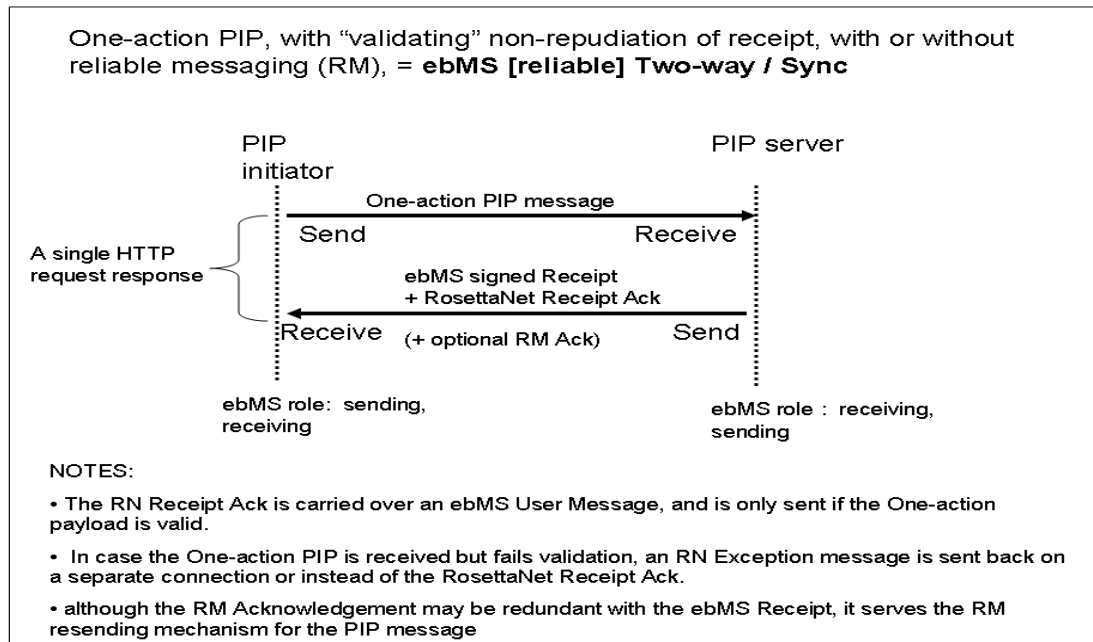 One-action PIP, with “validating” non-repudiation of receipt, with or without
reliable messaging (RM), = ebMS [reliable] Two-way / Sync
PIP
initiator
PIP server
One-action PIP message
Send
Receive
A single HTTP
request response
ebMS signed Receipt
+ RosettaNet Receipt Ack
Receive
(+ optional RM Ack)
Send
ebMS role: sending,
receiving
ebMS role : receiving,
sending
NOTES:
• The RN Receipt Ack is carried over an ebMS User Message, and is only sent if the One-action
payload is valid.
• In case the One-action PIP is received but fails validation, an RN Exception message is sent back on
a separate connection or instead of the RosettaNet Receipt Ack.
• although the RM Acknowledgement may be redundant with the ebMS Receipt, it serves the RM
resending mechanism for the PIP message